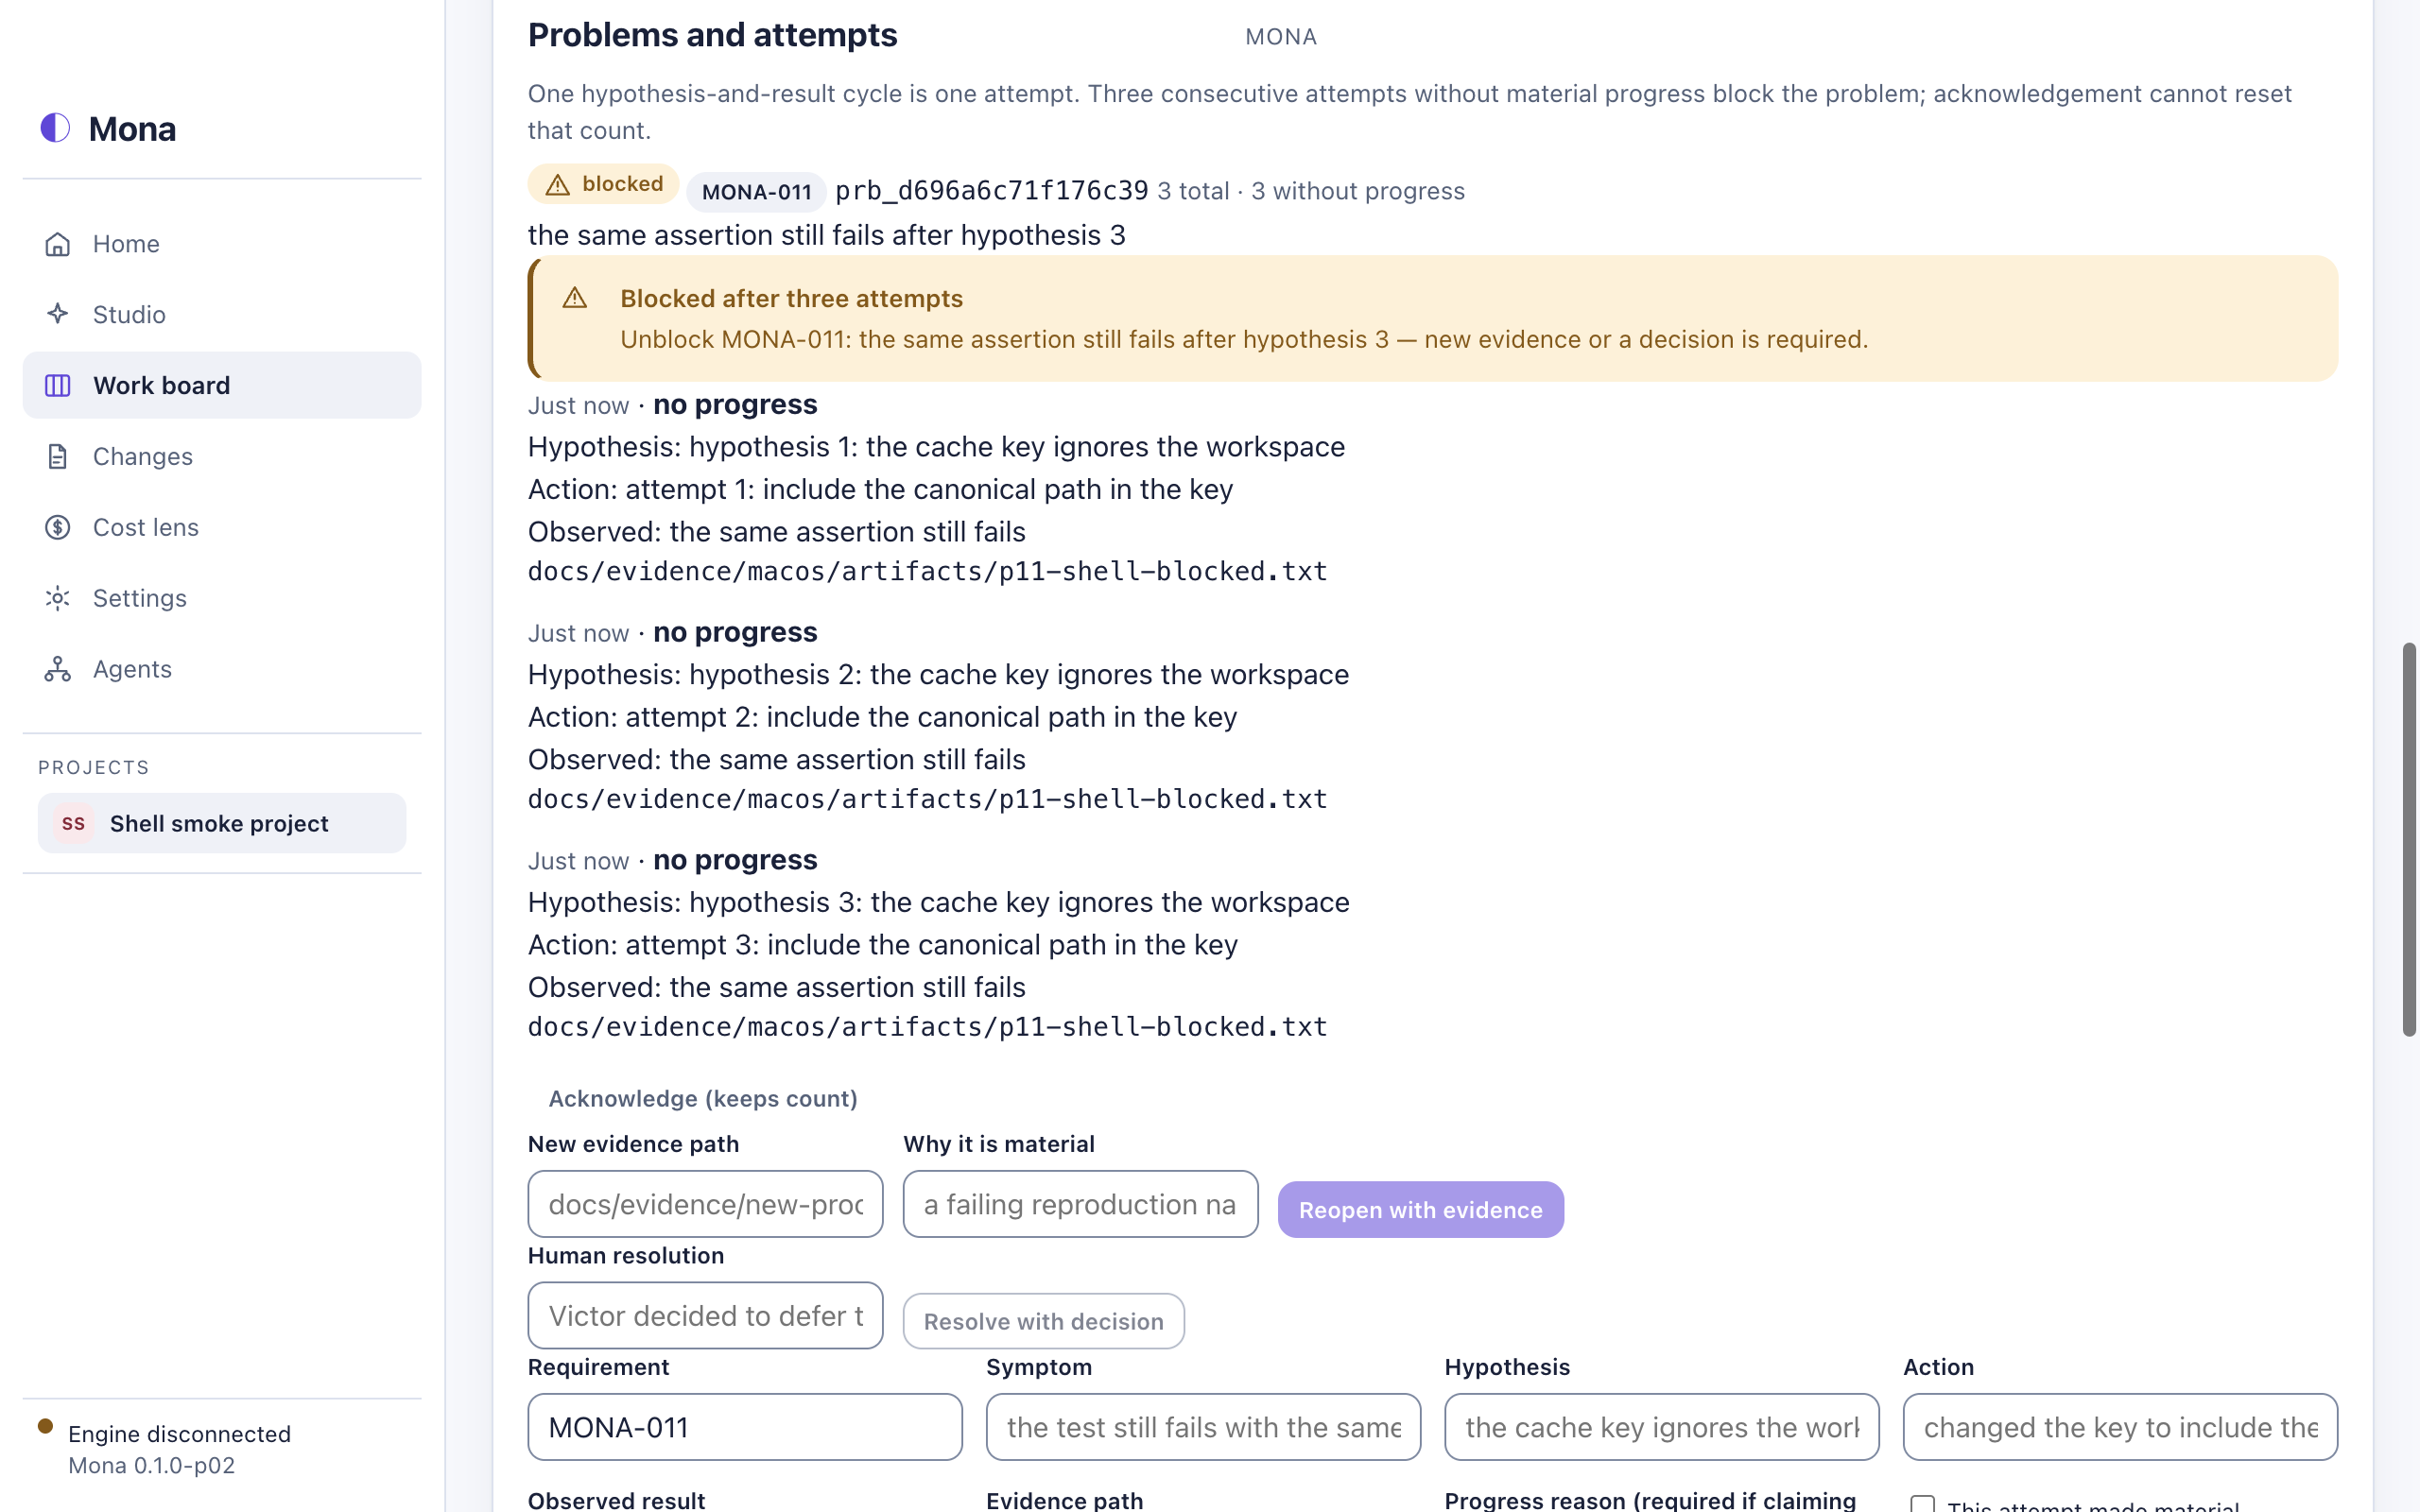 Mona
Home
Studio
Work board
Changes
Cost lens
Settings
Agents
PROJECTS
SS Shell smoke project
Engine disconnected
Mona 0.1.0-p02
Problems and attempts MONA
One hypothesis-and-result cycle is one attempt. Three consecutive attempts without material progress block the problem; acknowledgement cannot reset
that count.
blocked MONA-011 prb_d696a6c71f176c39 3 total · 3 without progress
the same assertion still fails after hypothesis 3
Blocked after three attempts
Unblock MONA-011: the same assertion still fails after hypothesis 3 — new evidence or a decision is required.
Just now · no progress
Hypothesis: hypothesis 1: the cache key ignores the workspace
Action: attempt 1: include the canonical path in the key
Observed: the same assertion still fails
docs/evidence/macos/artifacts/p11-shell-blocked.txt
Just now · no progress
Hypothesis: hypothesis 2: the cache key ignores the workspace
Action: attempt 2: include the canonical path in the key
Observed: the same assertion still fails
docs/evidence/macos/artifacts/p11-shell-blocked.txt
Just now · no progress
Hypothesis: hypothesis 3: the cache key ignores the workspace
Action: attempt 3: include the canonical path in the key
Observed: the same assertion still fails
docs/evidence/macos/artifacts/p11-shell-blocked.txt
Acknowledge (keeps count)
New evidence path Why it is material
docs/evidence/new-proc a failing reproduction na Reopen with evidence
Human resolution
Victor decided to defer t Resolve with decision
Requirement Symptom Hypothesis Action
MONA-011 the test still fails with the same the cache key ignores the work changed the key to include the
Observed result Evidence path Progress reason (required if claiming This attempt made material